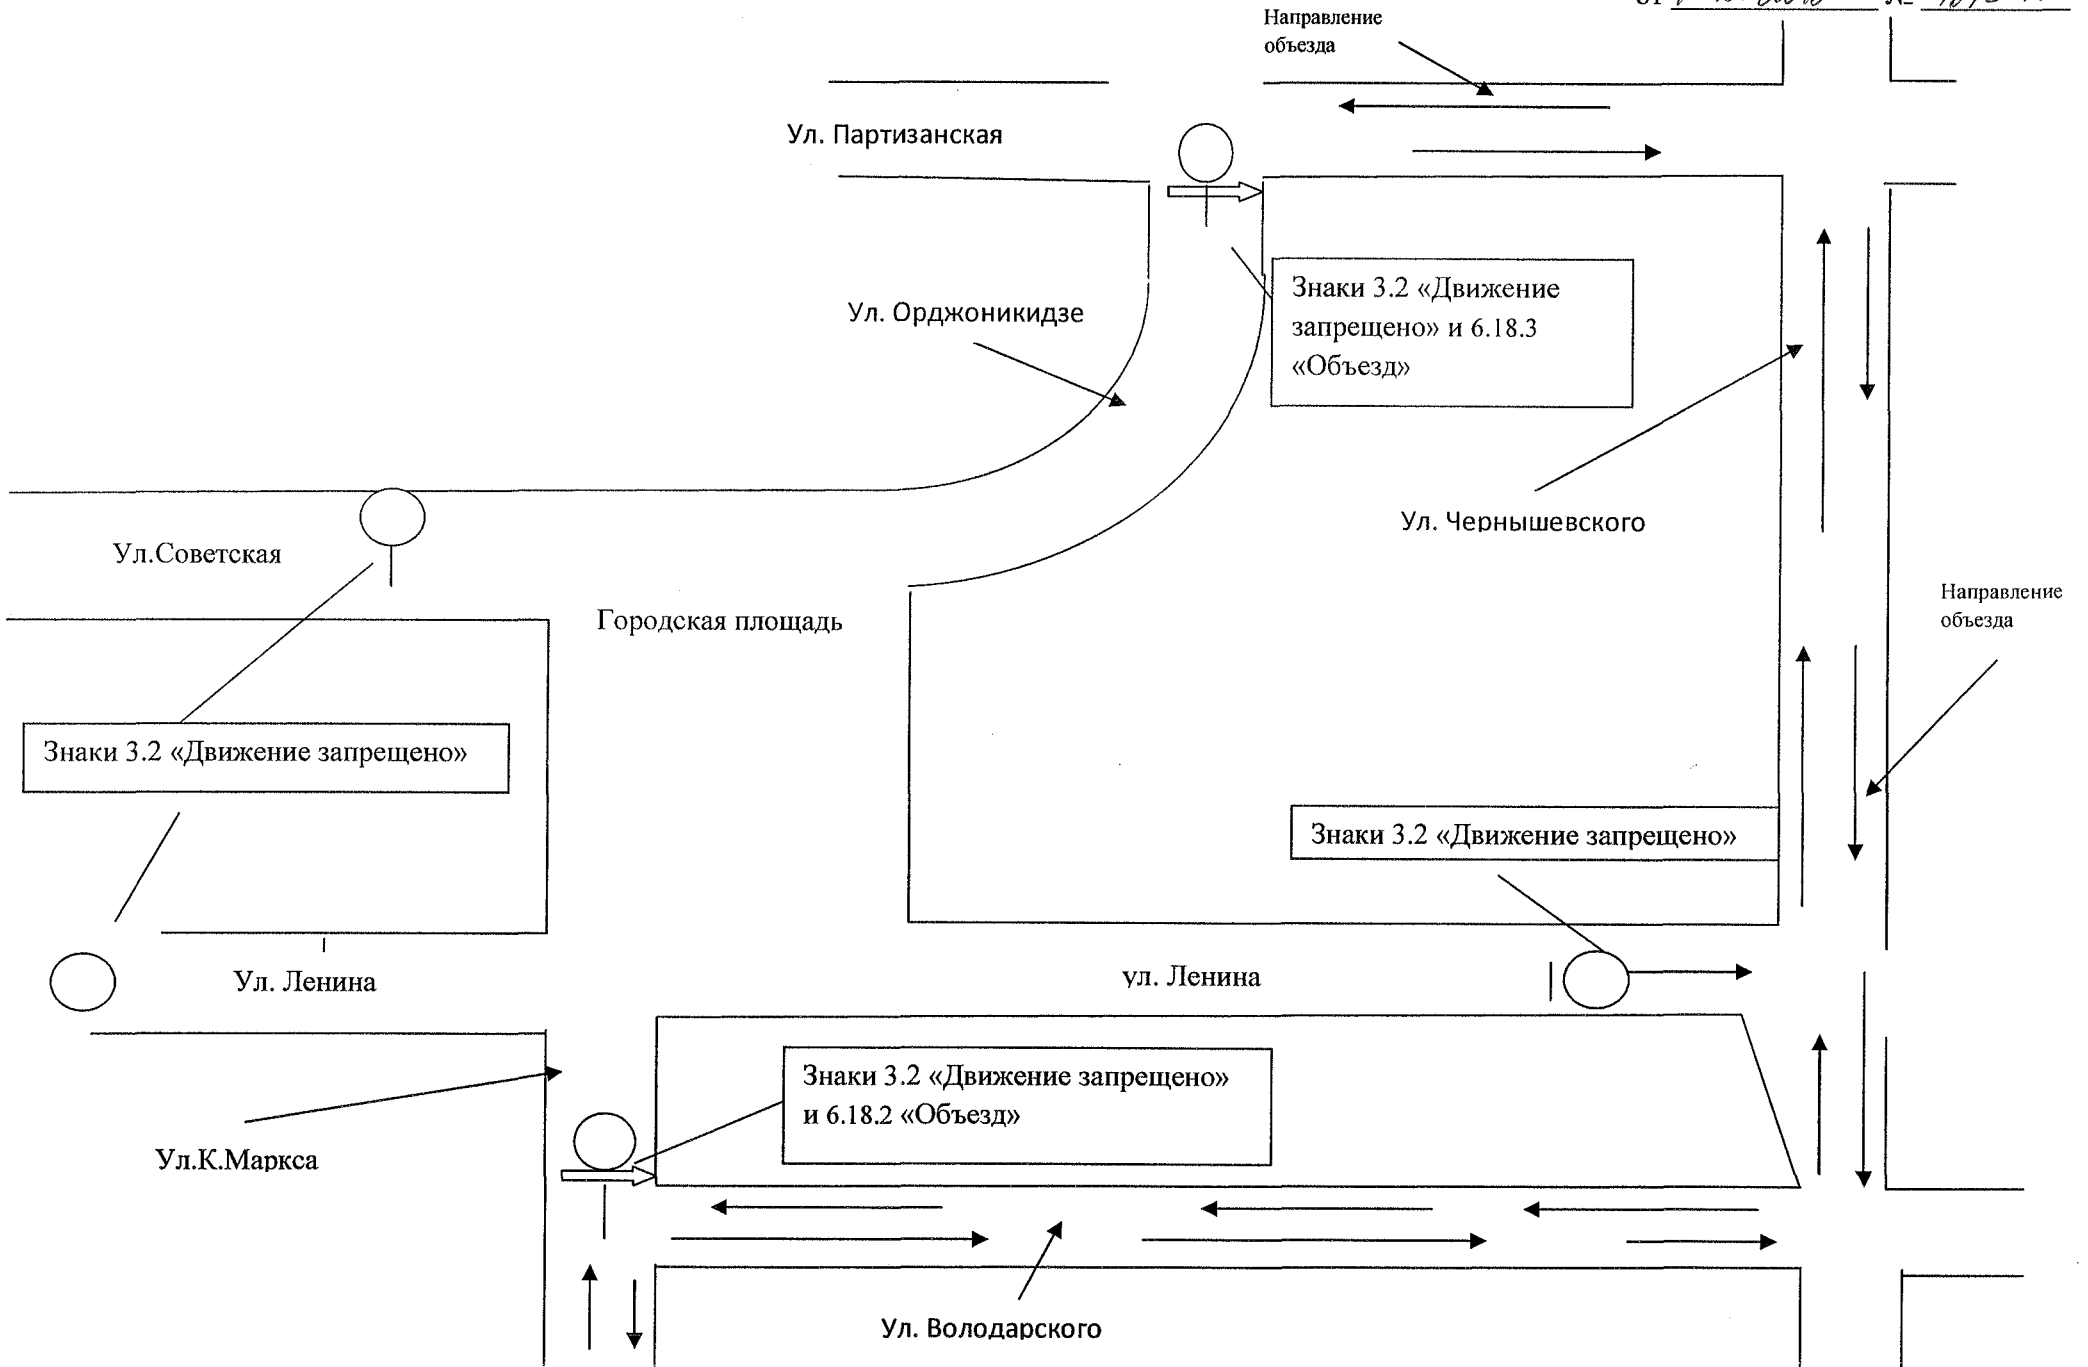 от №
Направление
объезда
Ул. Партизанская
Знаки 3.2 «Движение
запрещено» и 6.18.3
«Объезд»
Ул. Орджоникидзе
Ул. Чернышевского
Ул.Советская
Направление
объезда
Городская площадь
Знаки 3.2 «Движение запрещено»
Знаки 3.2 «Движение запрещено»
Ул. Ленина
ул. Ленина
Знаки 3.2 «Движение запрещено»
и 6.18.2 «Объезд»
Ул.К.Маркса
Ул. Володарского